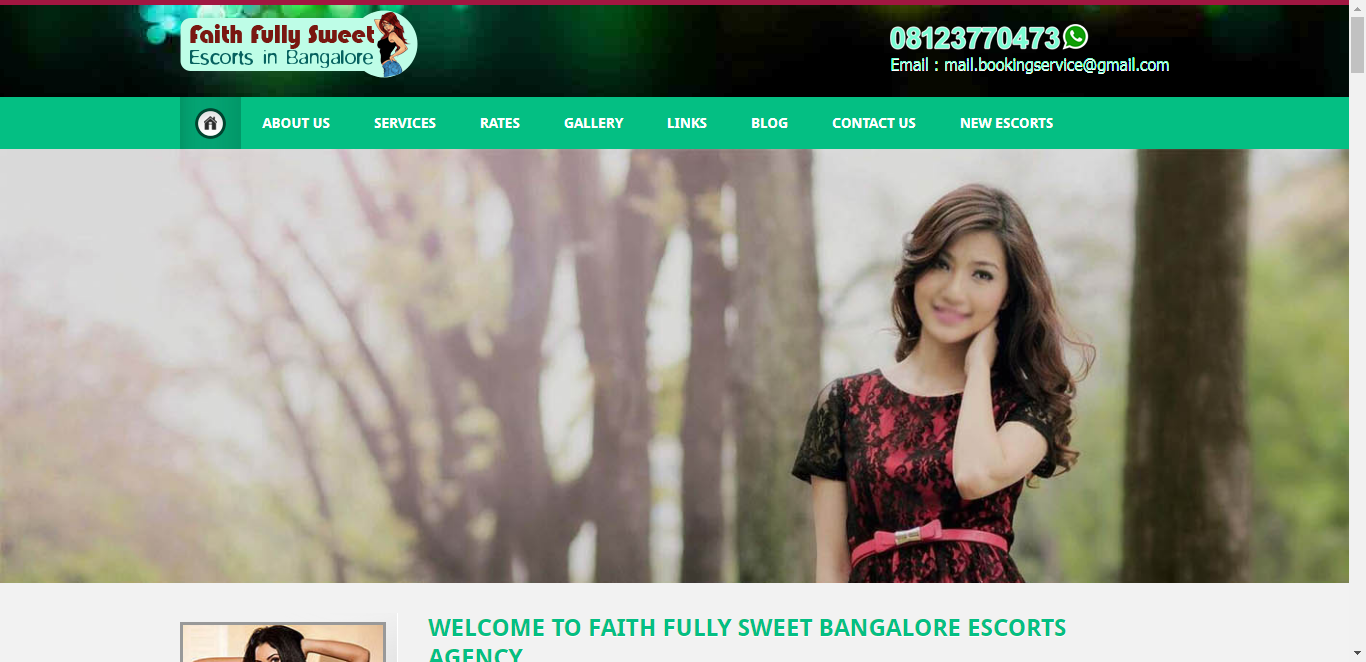 Faith Fully Sweet
Escorts in Bangalore
08123770473
Email : mail.bookingservice@gmail.com
ABOUT US SERVICES RATES GALLERY LINKS BLOG CONTACT US NEW ESCORTS
WELCOME TO FAITH FULLY SWEET BANGALORE ESCORTS
AGENCY